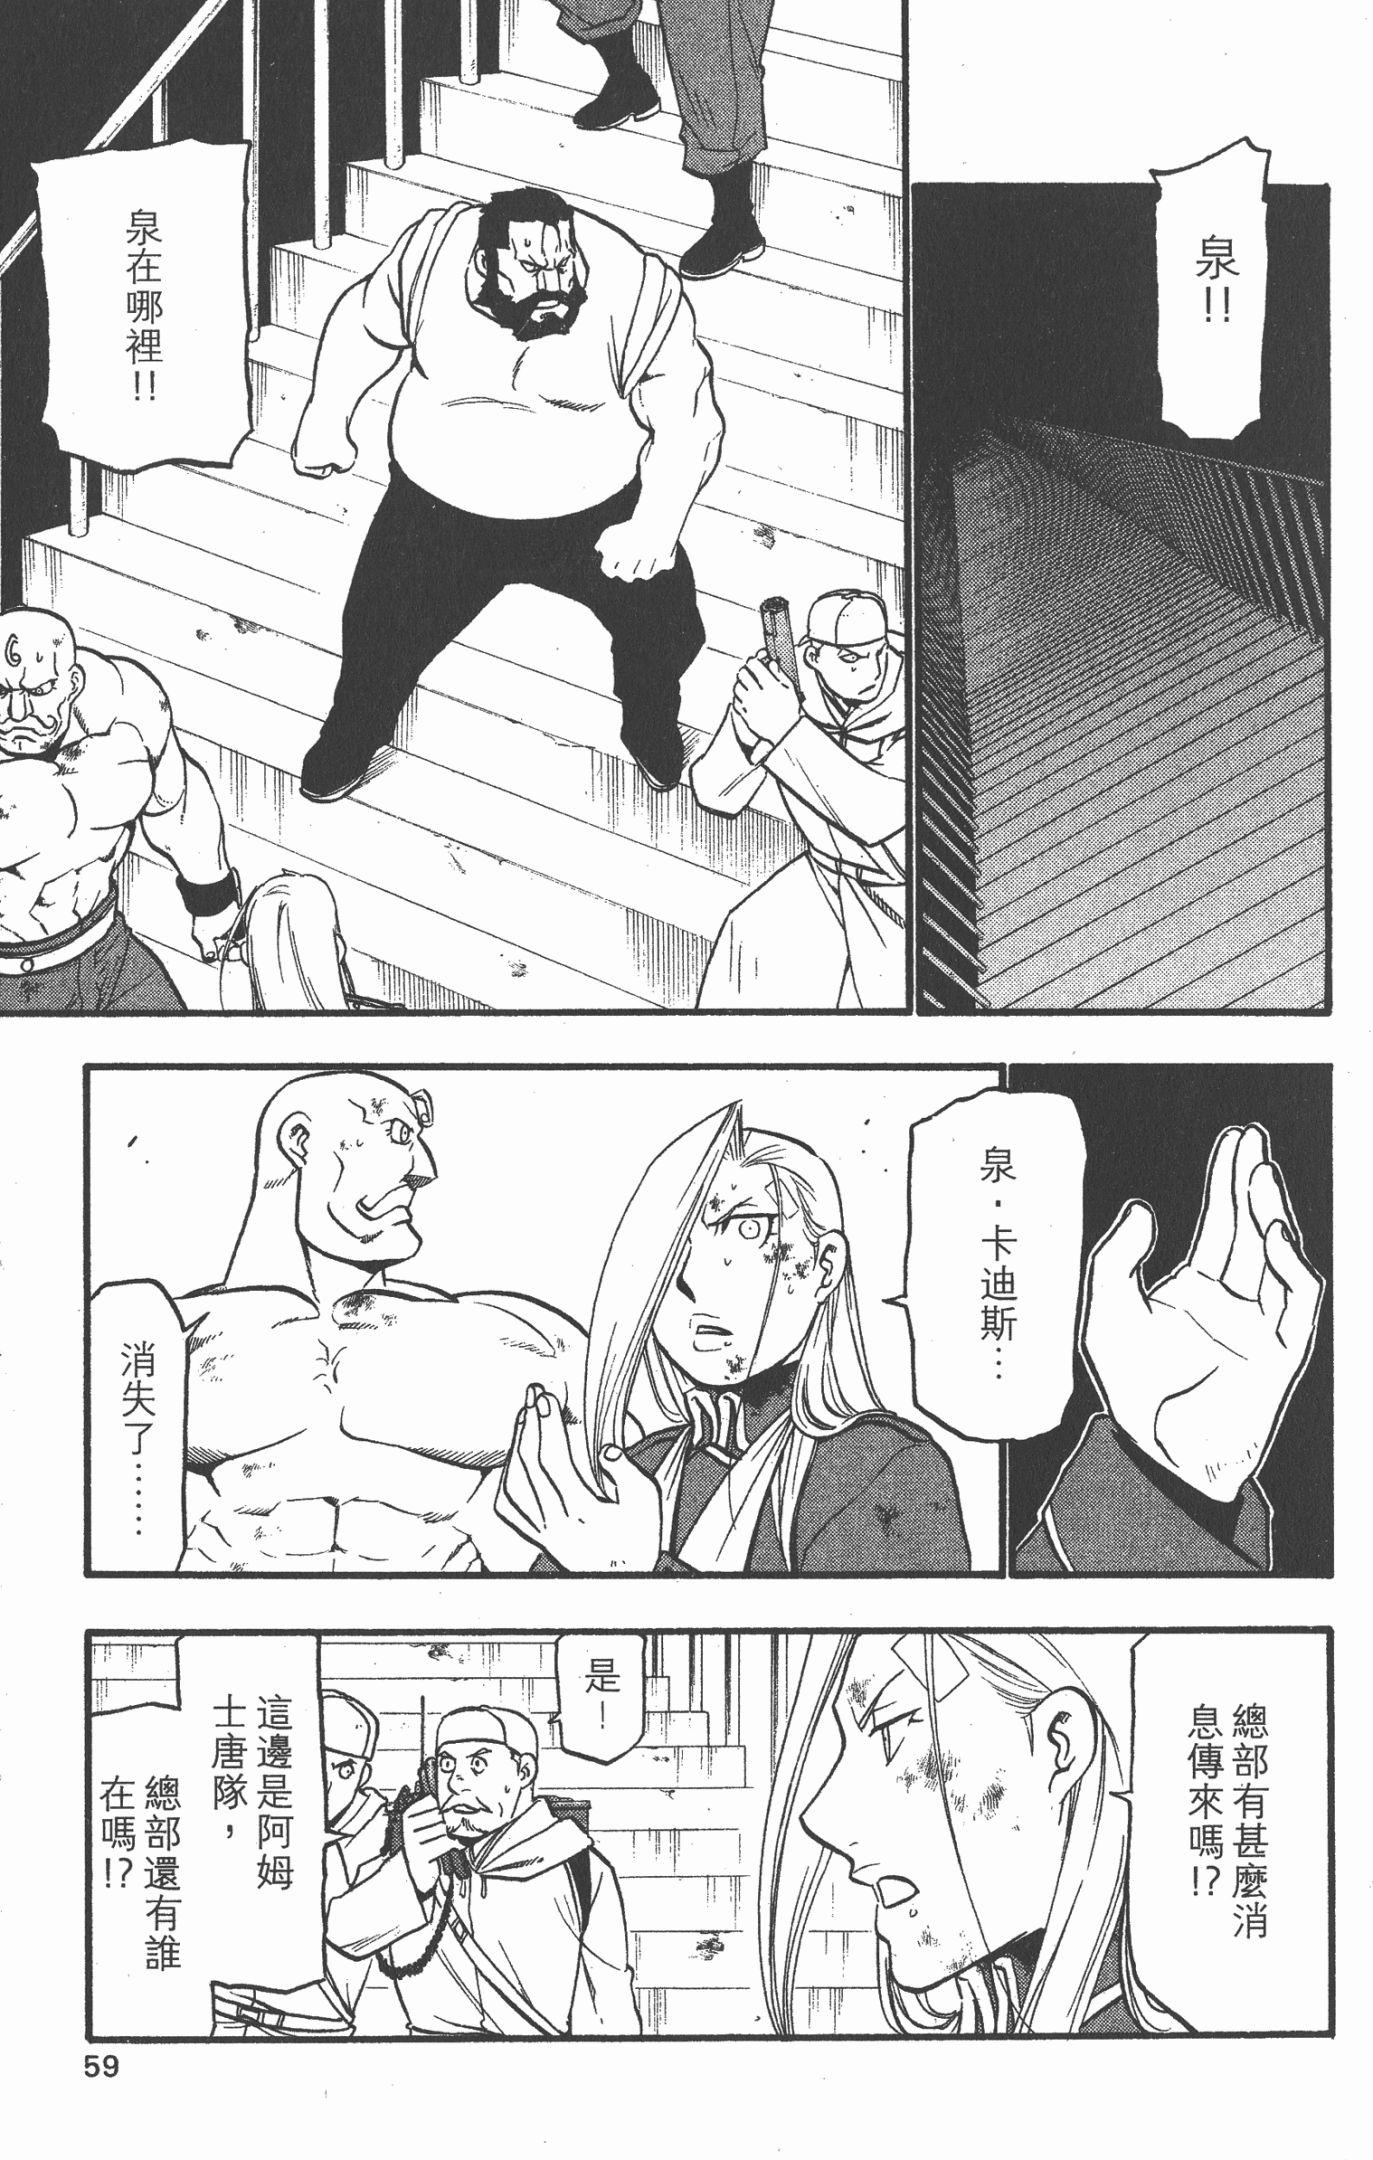 泉!!
泉在哪裡!!
泉·卡迪斯…
消失了……
總部有甚麼消
息傳來嗎!?
是!
這邊是阿姆
士唐隊，
總部還有誰
在嗎!?
59